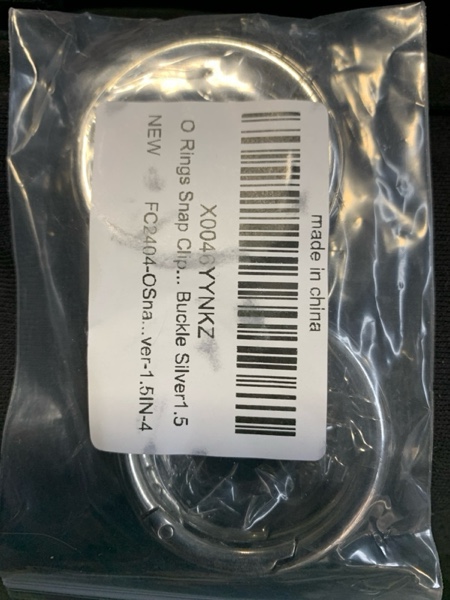 made in china
X0046YYNKZ
O Rings Snap Clip... Buckle Silver1.5
NEW FC2404-OSna...ver-1.5IN-4